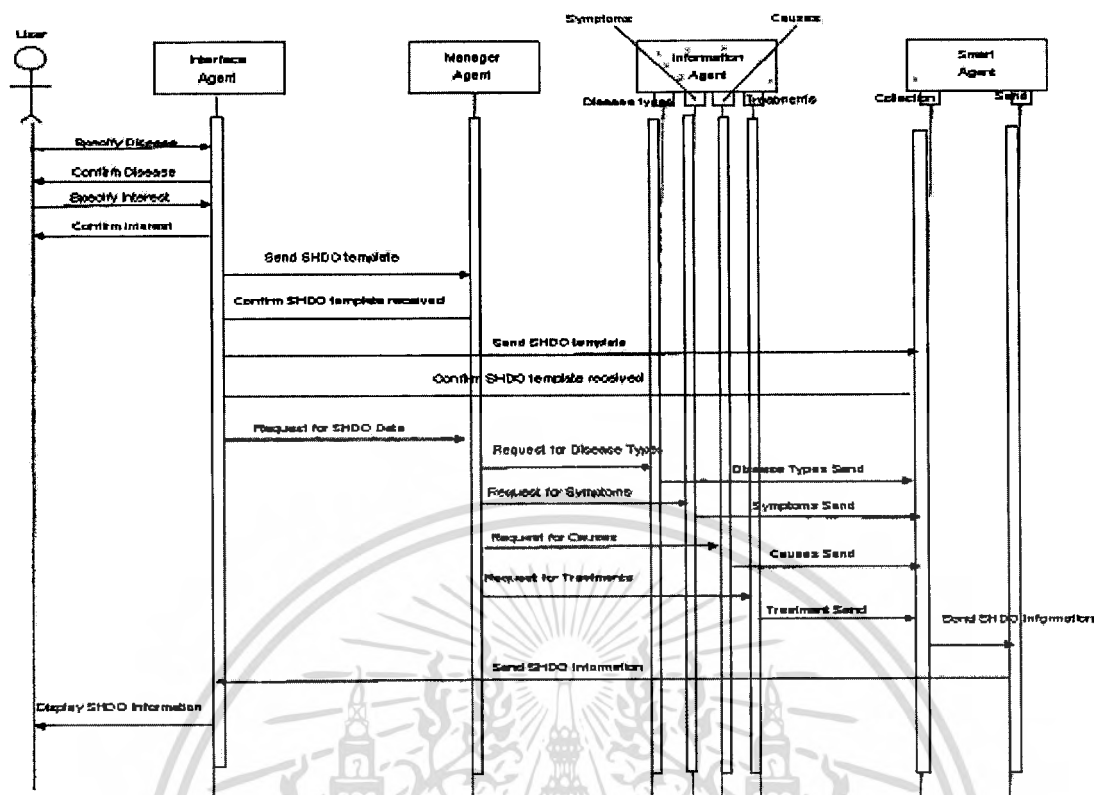 Symptoms
Causes
User
Interface
Agent
Manager
Agent
Information
Agent
Smart
Agent
Disease types
Treatments
Collection
Send
Specify Disease
Confirm Disease
Specify Interest
Confirm Interest
Send SHDO template
Confirm SHDO template received
Send SHDO template
Confirm SHDO template received
Request for SHDO Data
Request for Disease Types
Disease Types Send
Request for Symptoms
Symptoms Send
Request for Causes
Causes Send
Request for Treatments
Treatment Send
Send SHDO Information
Send SHDO Information
Display SHDO Information